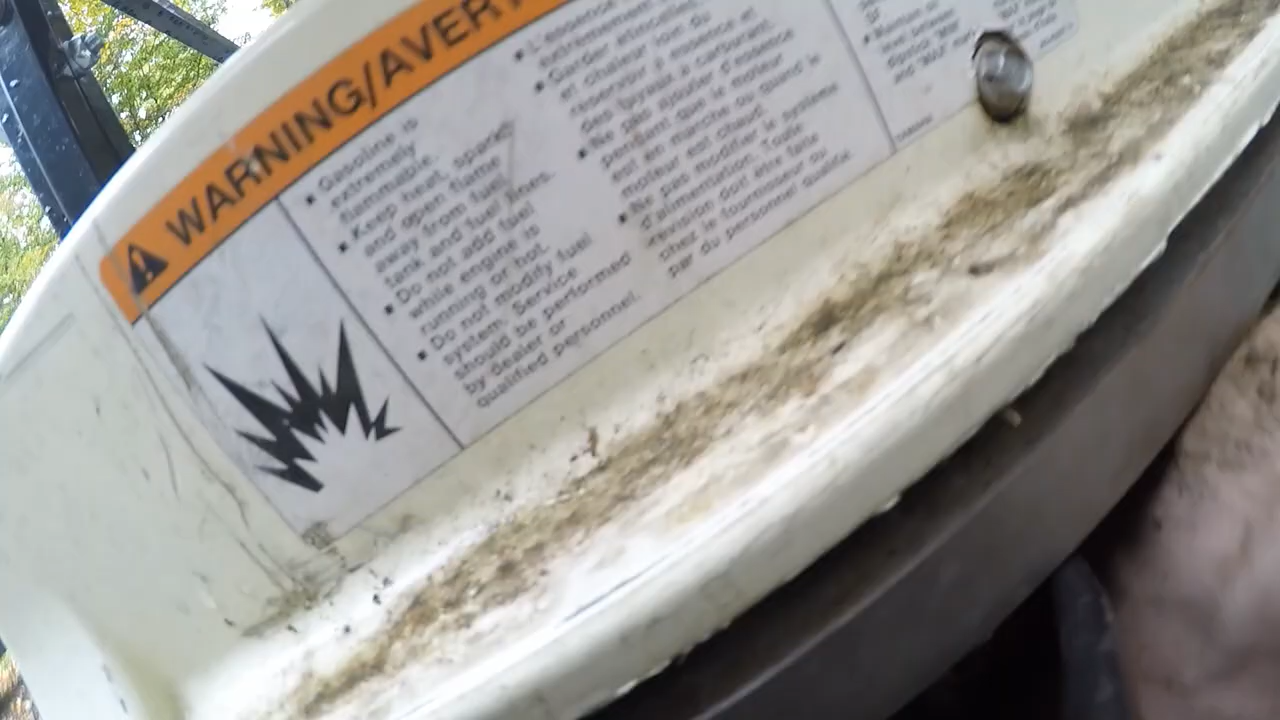 WARNING/AVERT
Gasoline is
extremely
flammable.
Keep heat, spark
and open flame
away from fuel
tank and fuel lines.
Do not add fuel
while engine is
running or hot.
Do not modify fuel
system. Service
should be performed
by dealer or
qualified personnel.
L'essence
extrêmement
Garder étincelles,
et chaleur loin du
réservoir à essence et
des tuyaux à carburant.
Ne pas ajouter d'essence
pendant que le moteur
est en marche ou quand le
moteur est chaud.
Ne pas modifier le système
d'alimentation. Toute
révision doit être faite
chez le fournisseur ou
par du personnel qualifié.
level between